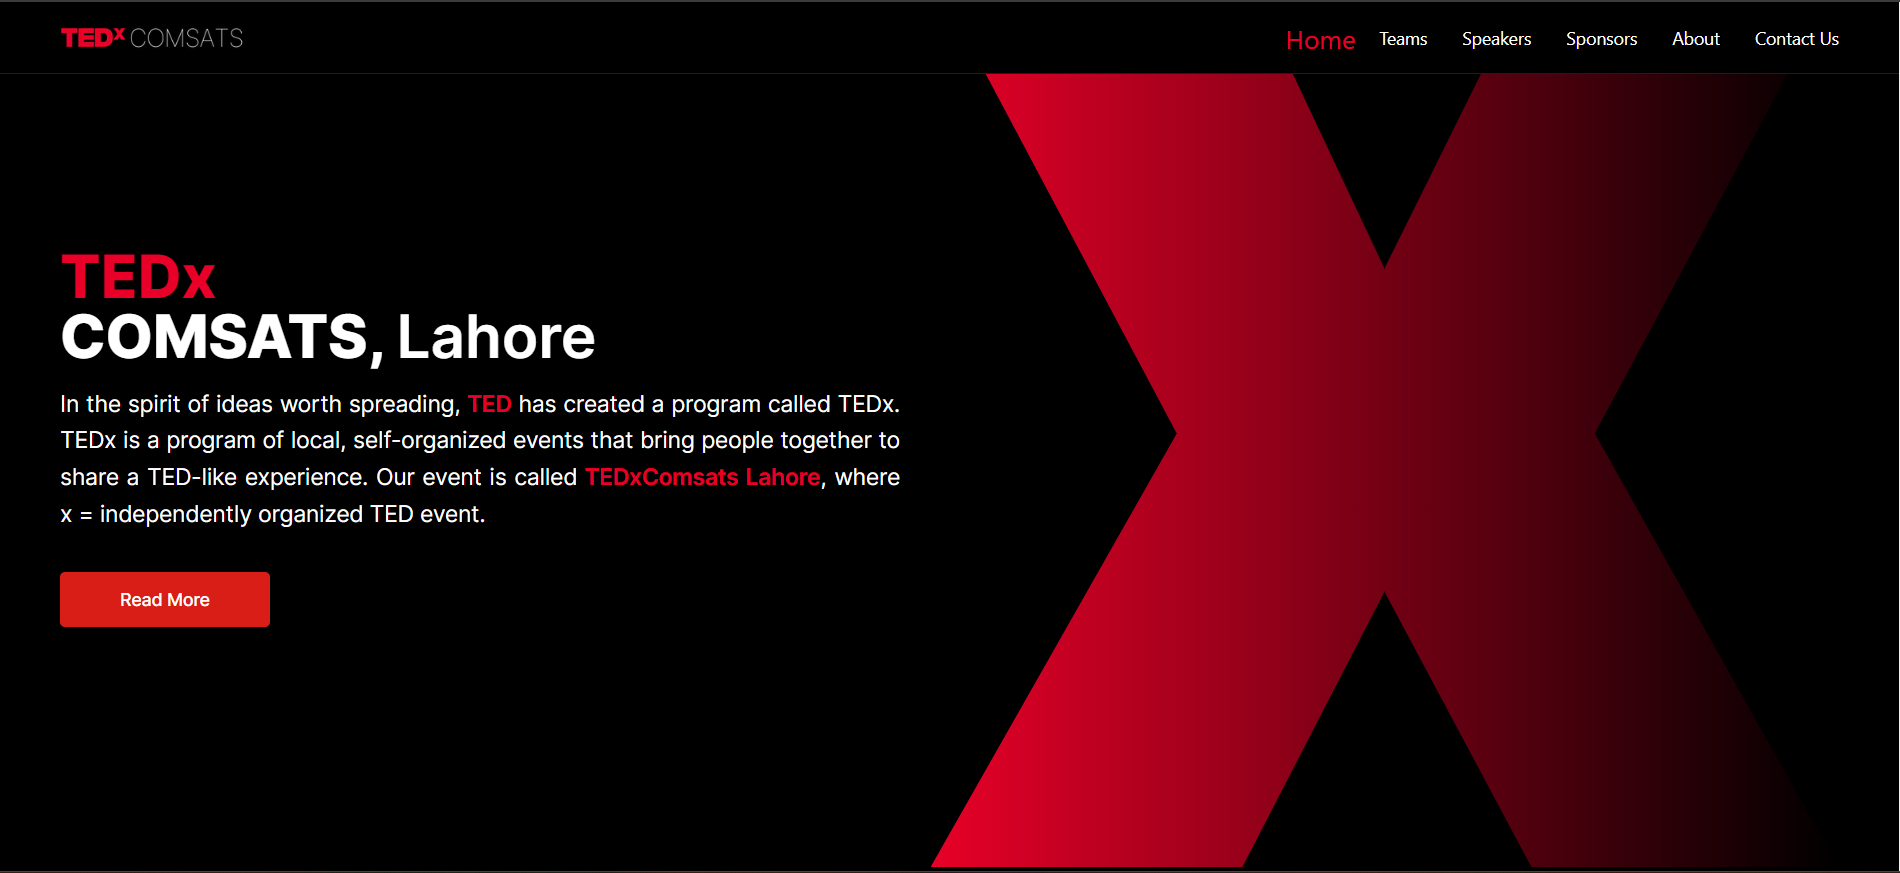 TEDx COMSATS
Home Teams Speakers Sponsors About Contact Us
TEDx
COMSATS, Lahore
In the spirit of ideas worth spreading, TED has created a program called TEDx.
TEDx is a program of local, self-organized events that bring people together to
share a TED-like experience. Our event is called TEDxComsats Lahore, where
x = independently organized TED event.
Read More